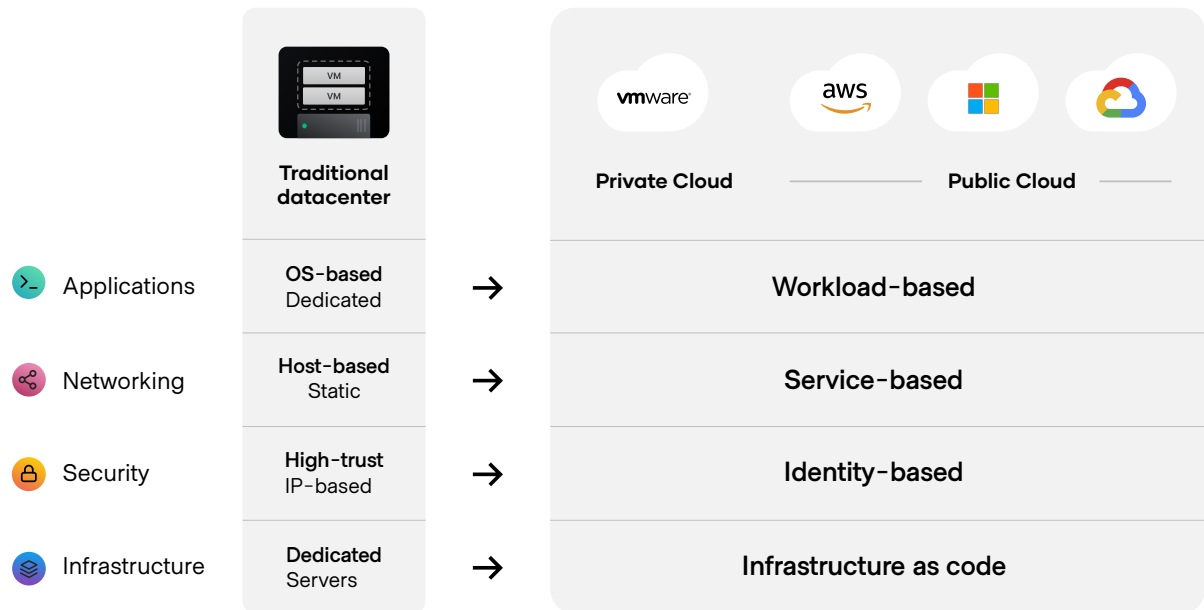 VM
VM
vmware®
aws
Traditional
datacenter
Private Cloud
Public Cloud
Applications
OS-based
Dedicated
→
Workload-based
Networking
Host-based
Static
→
Service-based
Security
High-trust
IP-based
→
Identity-based
Infrastructure
Dedicated
Servers
→
Infrastructure as code